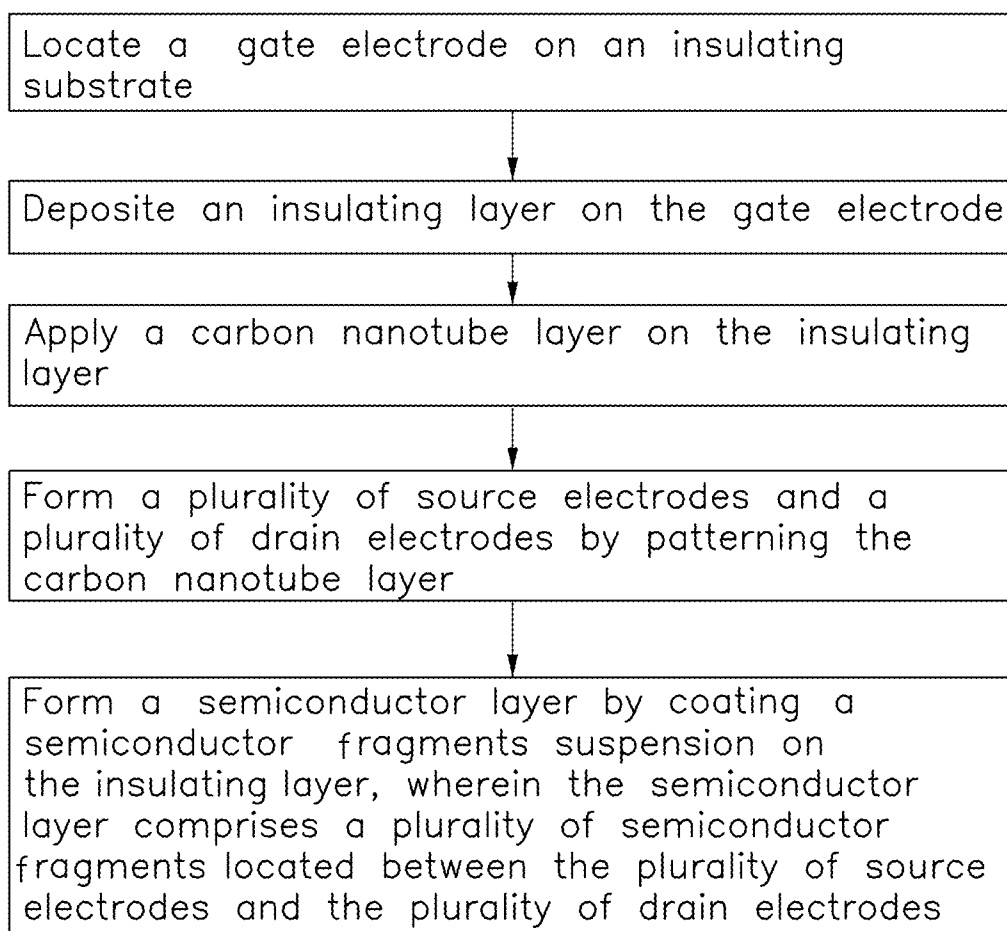 Locate a gate electrode on an insulating
substrate
Deposite an insulating layer on the gate electrode
Apply a carbon nanotube layer on the insulating
layer
Form a plurality of source electrodes and a
plurality of drain electrodes by patterning the
carbon nanotube layer
Form a semiconductor layer by coating a
semiconductor fragments suspension on
the insulating layer, wherein the semiconductor
layer comprises a plurality of semiconductor
fragments located between the plurality of source
electrodes and the plurality of drain electrodes